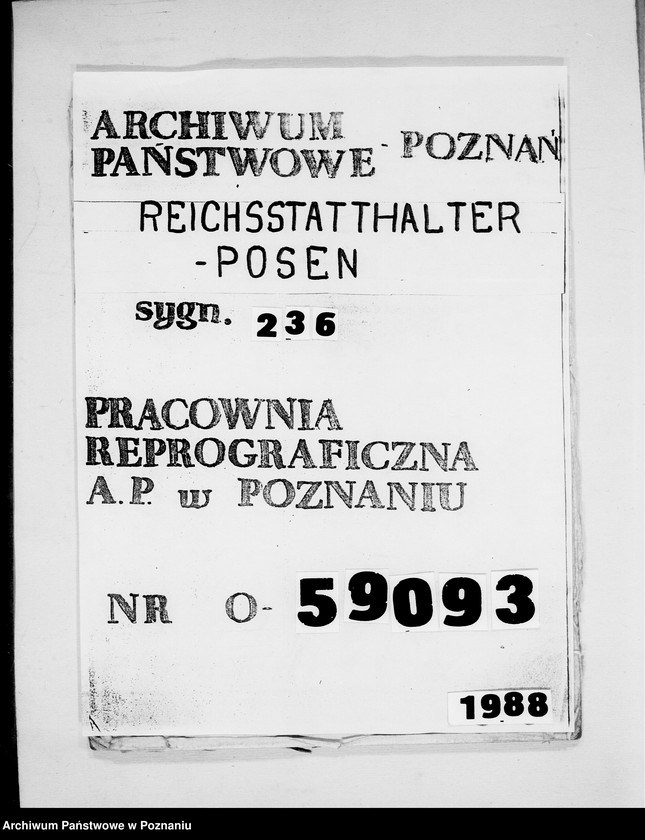 ARCHIWUM
PAŃSTWOWE - POZNAŃ
REICHSSTATTHALTER
-POSEN
sygn. 236
PRACOWNIA
REPROGRAFICZNA
A.P. w POZNANIU
NR O- 59093
1988
Archiwum Państwowe w Poznaniu